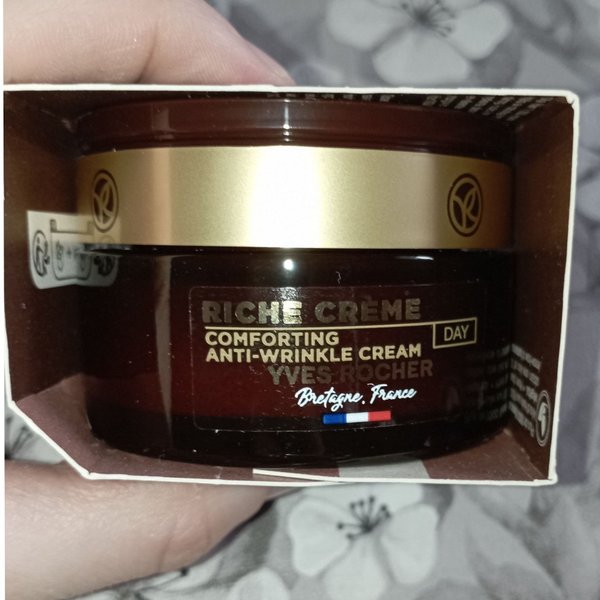 RICHE CRÈME
COMFORTING
ANTI-WRINKLE CREAM
DAY
YVES ROCHER
Bretagne, France